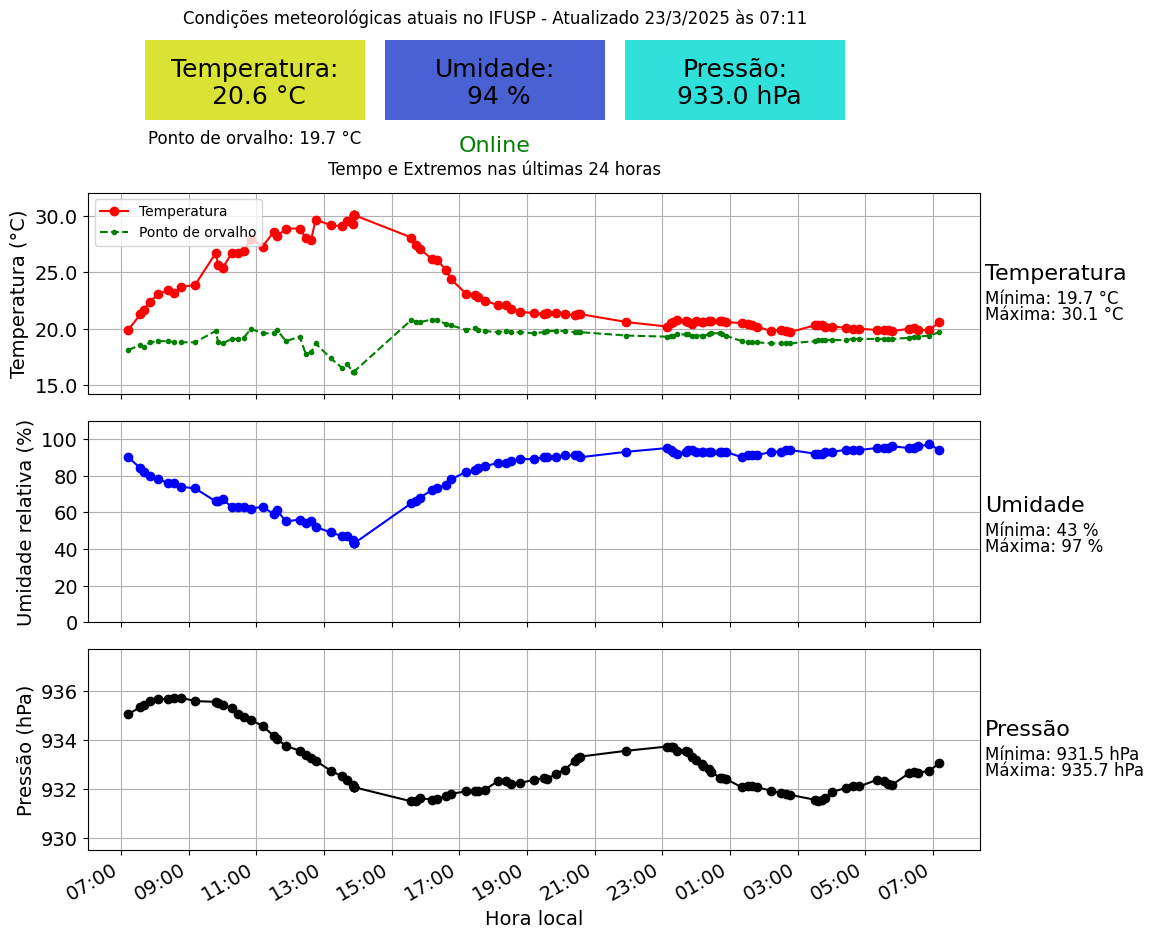 Condições meteorológicas atuais no IFUSP - Atualizado 23/3/2025 às 07:11
Temperatura:
20.6 °C
Umidade:
94 %
Pressão:
933.0 hPa
Ponto de orvalho: 19.7 °C
Online
Tempo e Extremos nas últimas 24 horas
Temperatura (°C)
30.0
25.0
20.0
15.0
Temperatura
Ponto de orvalho
Temperatura
Mínima: 19.7 °C
Máxima: 30.1 °C
Umidade relativa (%)
100
80
60
40
20
0
Umidade
Mínima: 43 %
Máxima: 97 %
Pressão (hPa)
936
934
932
930
Pressão
Mínima: 931.5 hPa
Máxima: 935.7 hPa
07:00 09:00 11:00 13:00 15:00 17:00 19:00 21:00 23:00 01:00 03:00 05:00 07:00
Hora local